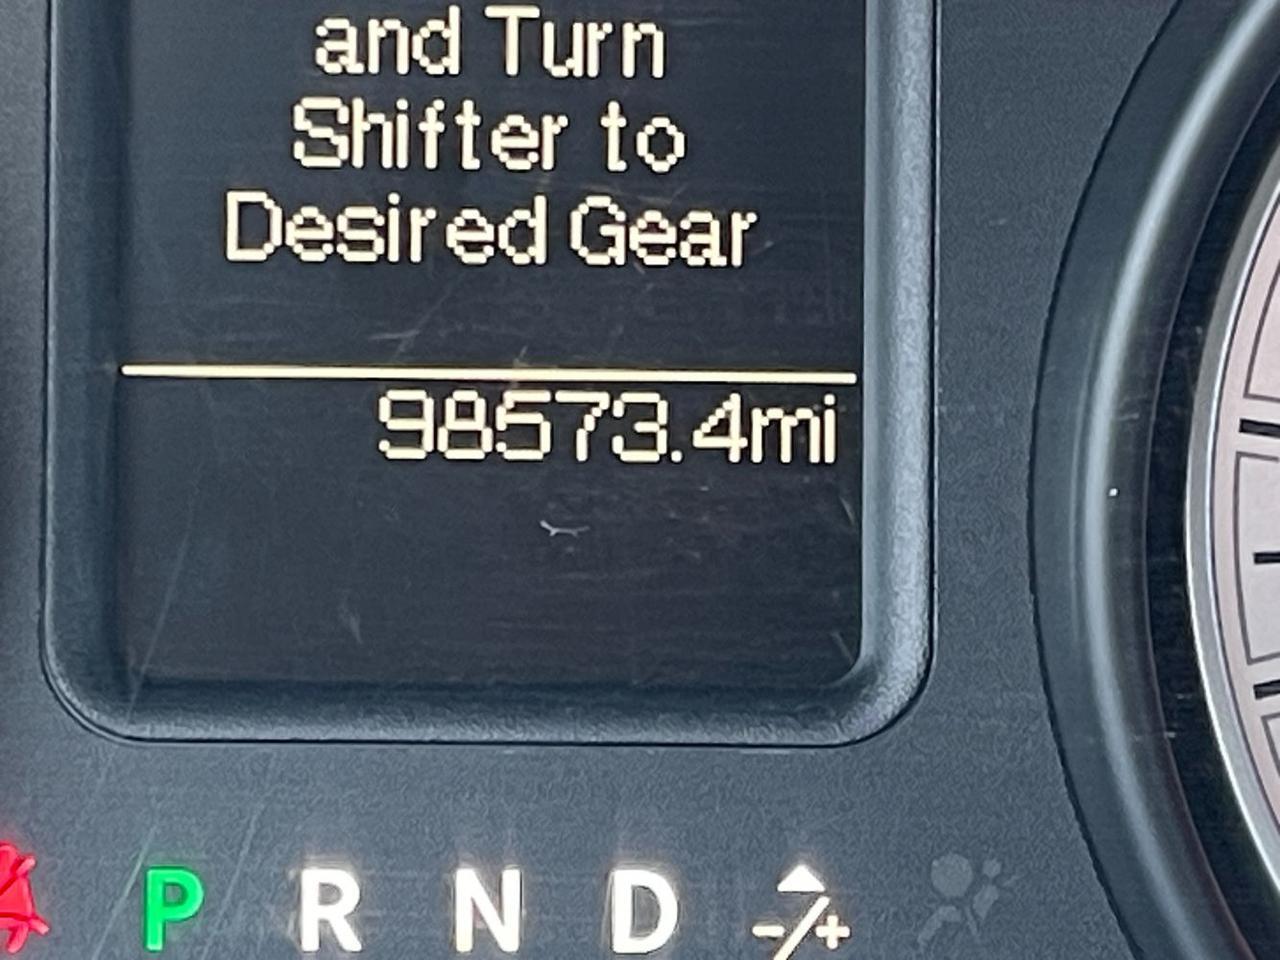 and Turn
Shifter to
Desired Gear
98573.4mi
P R N D -/+